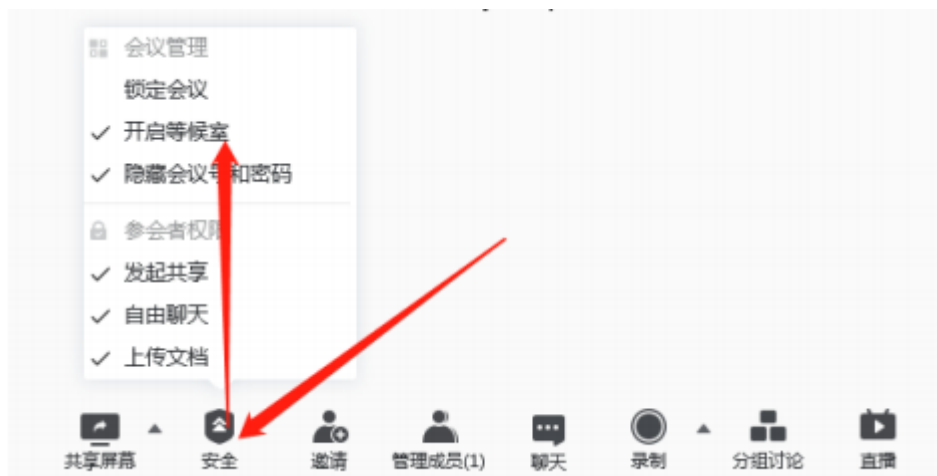 会议管理
锁定会议
开启等候室
隐藏会议号和密码
参会者权限
发起共享
自由聊天
上传文档
共享屏幕 安全 邀请 管理成员(1) 聊天 录制 分组讨论 直播